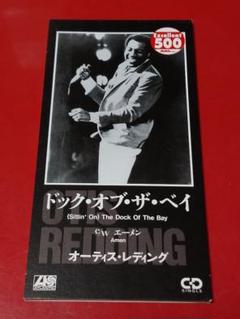 Excellent
500
ドック・オブ・ザ・ベイ
(Sittin' On) The Dock Of The Bay
C/W エーメン
Amen
OTIS
REDDING
オーティス・レディング
ATLANTIC
CD
SINGLE